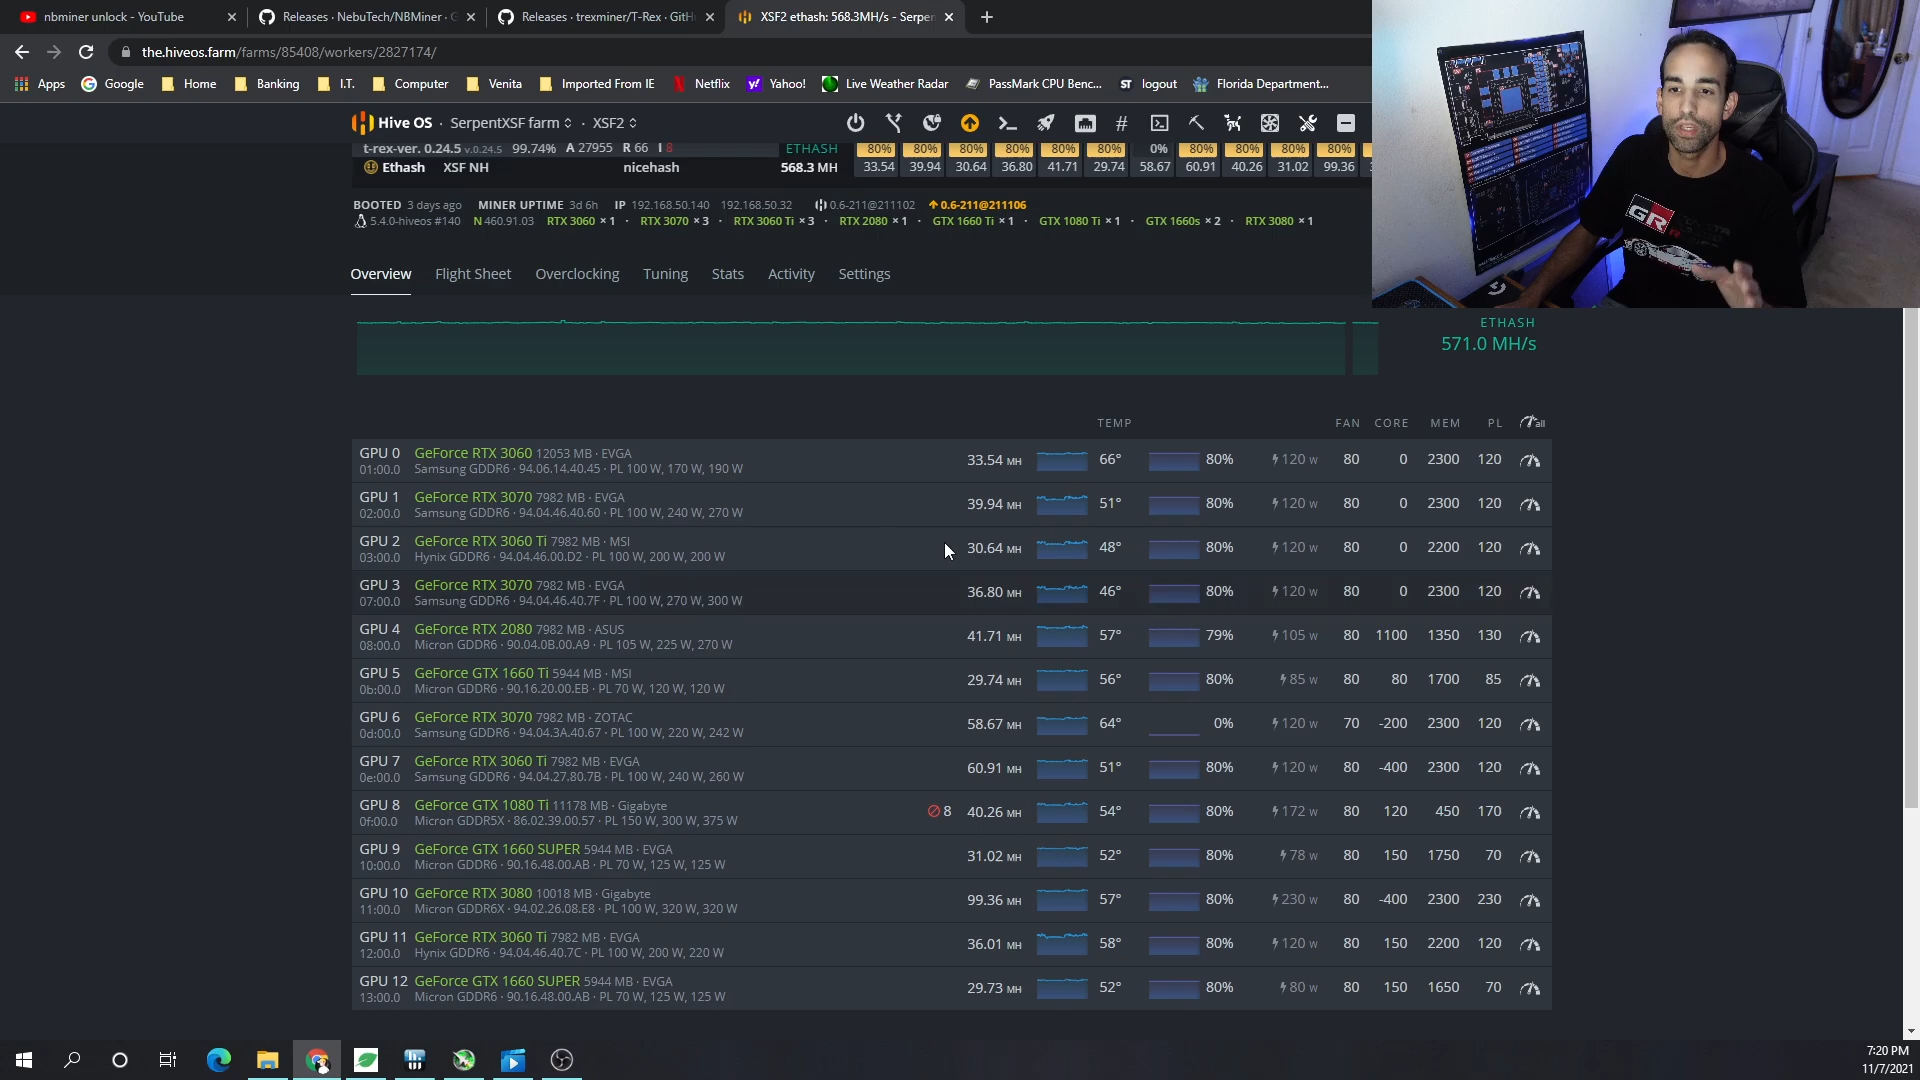 nbminer unlock - YouTube
Releases · NebuTech/NBMiner · G
Releases · trexminer/T-Rex · GitH
XSF2 ethash: 568.3MH/s - Serpen
the.hiveos.farm/farms/85408/workers/2827174/
Apps Google Home Banking I.T. Computer Venita Imported From IE Netflix Yahoo! Live Weather Radar PassMark CPU Benc... ST logout Florida Department...
Hive OS · SerpentXSF farm · XSF2
t-rex-ver. 0.24.5 v.0.24.5 99.74% A 27955 R 66 I 8 ETHASH 80% 80% 80% 80% 80% 80% 0% 80% 80% 80% 80%
Ethash XSF NH nicehash 568.3 MH 33.54 39.94 30.64 36.80 41.71 29.74 58.67 60.91 40.26 31.02 99.36
BOOTED 3 days ago MINER UPTIME 3d 6h IP 192.168.50.140 192.168.50.32 0.6-211@211102 0.6-211@211106
5.4.0-hiveos #140 N 460.91.03 RTX 3060 × 1 · RTX 3070 × 3 · RTX 3060 Ti × 3 · RTX 2080 × 1 · GTX 1660 Ti × 1 · GTX 1080 Ti × 1 · GTX 1660s × 2 · RTX 3080 × 1
Overview Flight Sheet Overclocking Tuning Stats Activity Settings
ETHASH
571.0 MH/s
TEMP FAN CORE MEM PL all
GPU 0 GeForce RTX 3060 12053 MB · EVGA 33.54 MH 66° 80% 120 W 80 0 2300 120
01:00.0 Samsung GDDR6 · 94.06.14.40.45 · PL 100 W, 170 W, 190 W
GPU 1 GeForce RTX 3070 7982 MB · EVGA 39.94 MH 51° 80% 120 W 80 0 2300 120
02:00.0 Samsung GDDR6 · 94.04.46.40.60 · PL 100 W, 240 W, 270 W
GPU 2 GeForce RTX 3060 Ti 7982 MB · MSI 30.64 MH 48° 80% 120 W 80 0 2200 120
03:00.0 Hynix GDDR6 · 94.04.46.00.D2 · PL 100 W, 200 W, 200 W
GPU 3 GeForce RTX 3070 7982 MB · EVGA 36.80 MH 46° 80% 120 W 80 0 2300 120
07:00.0 Samsung GDDR6 · 94.04.46.40.7F · PL 100 W, 270 W, 300 W
GPU 4 GeForce RTX 2080 7982 MB · ASUS 41.71 MH 57° 79% 105 W 80 1100 1350 130
08:00.0 Micron GDDR6 · 90.04.0B.00.A9 · PL 105 W, 225 W, 270 W
GPU 5 GeForce GTX 1660 Ti 5944 MB · MSI 29.74 MH 56° 80% 85 W 80 80 1700 85
0b:00.0 Micron GDDR6 · 90.16.20.00.EB · PL 70 W, 120 W, 120 W
GPU 6 GeForce RTX 3070 7982 MB · ZOTAC 58.67 MH 64° 0% 120 W 70 -200 2300 120
0d:00.0 Samsung GDDR6 · 94.04.3A.40.67 · PL 100 W, 220 W, 242 W
GPU 7 GeForce RTX 3060 Ti 7982 MB · EVGA 60.91 MH 51° 80% 120 W 80 -400 2300 120
0e:00.0 Samsung GDDR6 · 94.04.27.80.7B · PL 100 W, 240 W, 260 W
GPU 8 GeForce GTX 1080 Ti 11178 MB · Gigabyte 8 40.26 MH 54° 80% 172 W 80 120 450 170
0f:00.0 Micron GDDR5X · 86.02.39.00.57 · PL 150 W, 300 W, 375 W
GPU 9 GeForce GTX 1660 SUPER 5944 MB · EVGA 31.02 MH 52° 80% 78 W 80 150 1750 70
10:00.0 Micron GDDR6 · 90.16.48.00.AB · PL 70 W, 125 W, 125 W
GPU 10 GeForce RTX 3080 10018 MB · Gigabyte 99.36 MH 57° 80% 230 W 80 -400 2300 230
11:00.0 Micron GDDR6X · 94.02.26.08.E8 · PL 100 W, 320 W, 320 W
GPU 11 GeForce RTX 3060 Ti 7982 MB · EVGA 36.01 MH 58° 80% 120 W 80 150 2200 120
12:00.0 Hynix GDDR6 · 94.04.46.40.7C · PL 100 W, 200 W, 220 W
GPU 12 GeForce GTX 1660 SUPER 5944 MB · EVGA 29.73 MH 52° 80% 80 W 80 150 1650 70
13:00.0 Micron GDDR6 · 90.16.48.00.AB · PL 70 W, 125 W, 125 W
GR
7:20 PM
11/7/2021